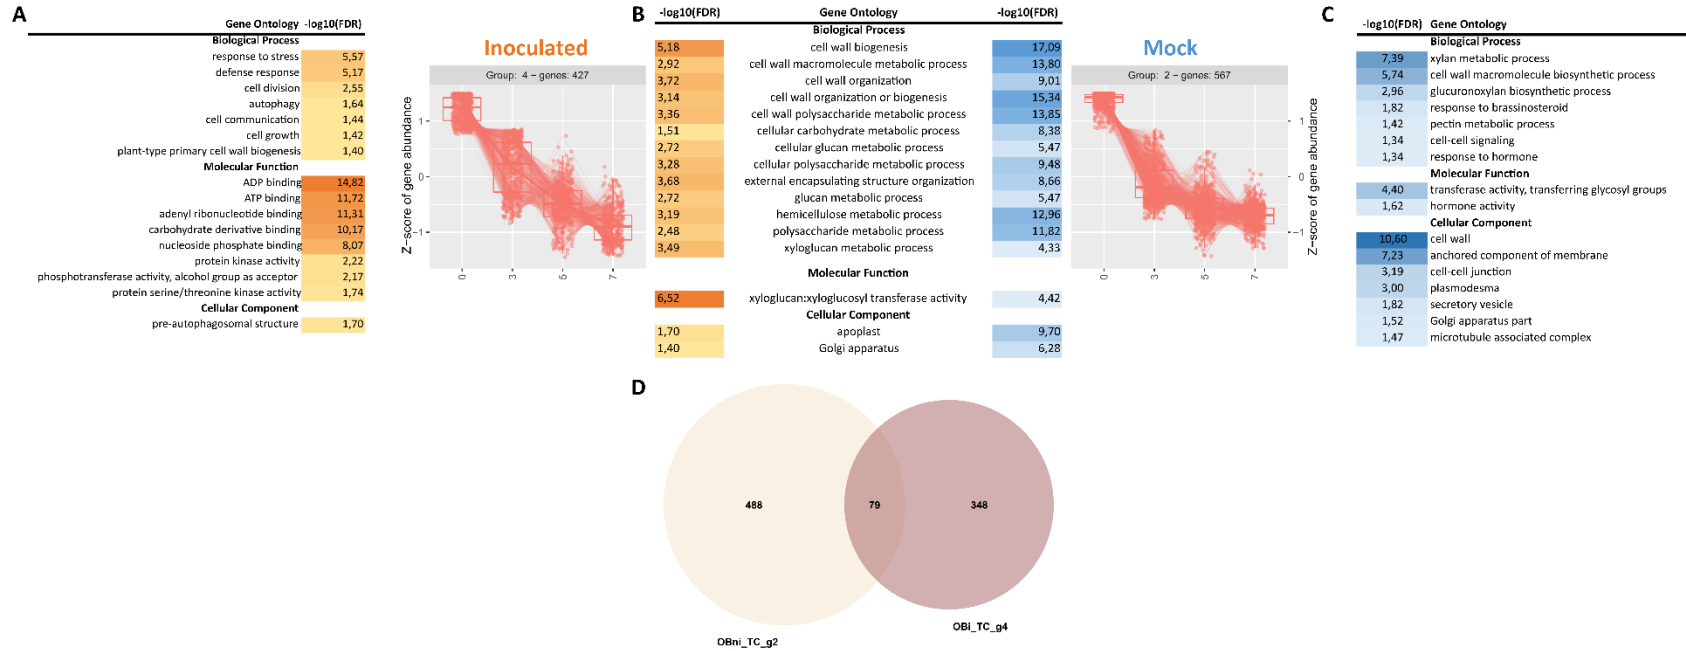 A
Gene Ontology -log10(FDR)
Biological Process
response to stress 5,57
defense response 5,17
cell division 2,55
autophagy 1,64
cell communication 1,44
cell growth 1,42
plant-type primary cell wall biogenesis 1,40
Molecular Function
ADP binding 14,82
ATP binding 11,72
adenyl ribonucleotide binding 11,31
carbohydrate derivative binding 10,17
nucleoside phosphate binding 8,07
protein kinase activity 2,22
phosphotransferase activity, alcohol group as acceptor 2,17
protein serine/threonine kinase activity 1,74
Cellular Component
pre-autophagosomal structure 1,70
Inoculated
Group: 4 − genes: 427
Z−score of gene abundance
1
0
−1
0 3 5 7
B
-log10(FDR) Gene Ontology -log10(FDR)
Biological Process
5,18 cell wall biogenesis 17,09
2,92 cell wall macromolecule metabolic process 13,80
3,72 cell wall organization 9,01
3,14 cell wall organization or biogenesis 15,34
3,36 cell wall polysaccharide metabolic process 13,85
1,51 cellular carbohydrate metabolic process 8,38
2,72 cellular glucan metabolic process 5,47
3,28 cellular polysaccharide metabolic process 9,48
3,68 external encapsulating structure organization 8,66
2,72 glucan metabolic process 5,47
3,19 hemicellulose metabolic process 12,96
2,48 polysaccharide metabolic process 11,82
3,49 xyloglucan metabolic process 4,33
Molecular Function
6,52 xyloglucan:xyloglucosyl transferase activity 4,42
Cellular Component
1,70 apoplast 9,70
1,40 Golgi apparatus 6,28
Mock
Group: 2 − genes: 567
1
0
−1
Z−score of gene abundance
0 3 5 7
C
-log10(FDR) Gene Ontology
Biological Process
7,39 xylan metabolic process
5,74 cell wall macromolecule biosynthetic process
2,96 glucuronoxylan biosynthetic process
1,82 response to brassinosteroid
1,42 pectin metabolic process
1,34 cell-cell signaling
1,34 response to hormone
Molecular Function
4,40 transferase activity, transferring glycosyl groups
1,62 hormone activity
Cellular Component
10,60 cell wall
7,23 anchored component of membrane
3,19 cell-cell junction
3,00 plasmodesma
1,82 secretory vesicle
1,52 Golgi apparatus part
1,47 microtubule associated complex
D
488 79 348
OBni_TC_g2
OBi_TC_g4